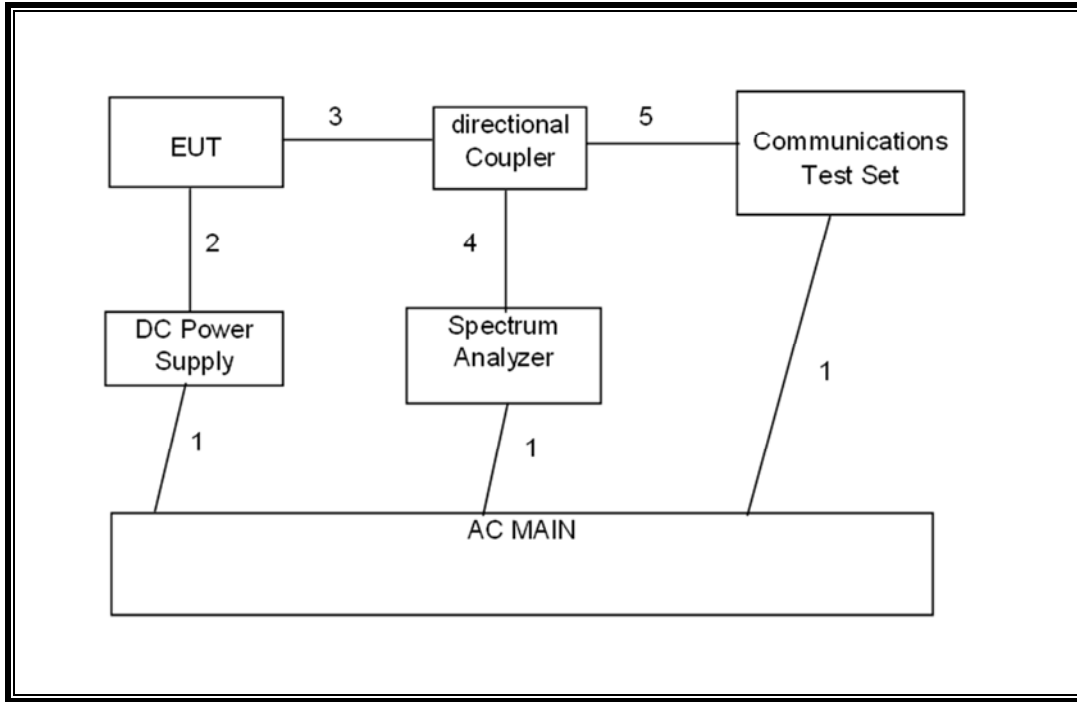 EUT
3
directional
Coupler
5
Communications
Test Set
2
4
DC Power
Supply
Spectrum
Analyzer
1
1
1
AC MAIN